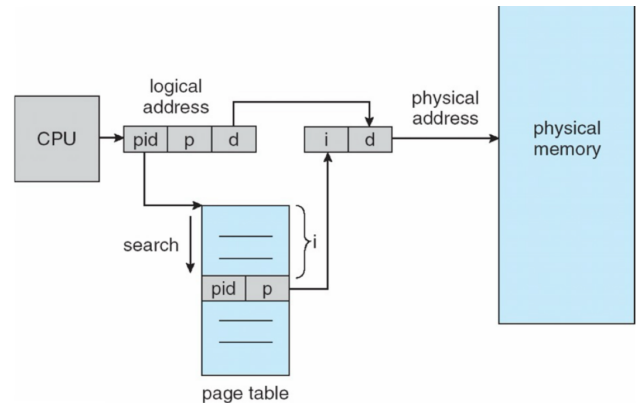 logical
address
physical
address
CPU
pid p d
i d
physical
memory
search
i
pid p
page table